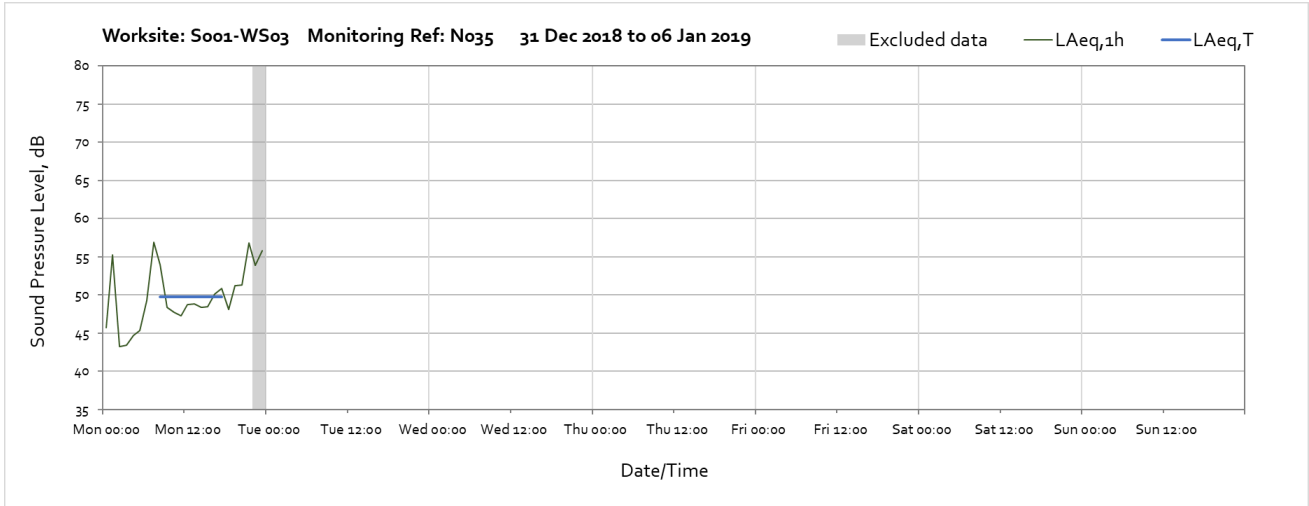 Worksite: S001-WS03 Monitoring Ref: N035 31 Dec 2018 to 06 Jan 2019
Excluded data LAeq,1h LAeq,T
80
75
70
65
60
55
50
45
40
35
Sound Pressure Level, dB
Mon 00:00 Mon 12:00 Tue 00:00 Tue 12:00 Wed 00:00 Wed 12:00 Thu 00:00 Thu 12:00 Fri 00:00 Fri 12:00 Sat 00:00 Sat 12:00 Sun 00:00 Sun 12:00
Date/Time